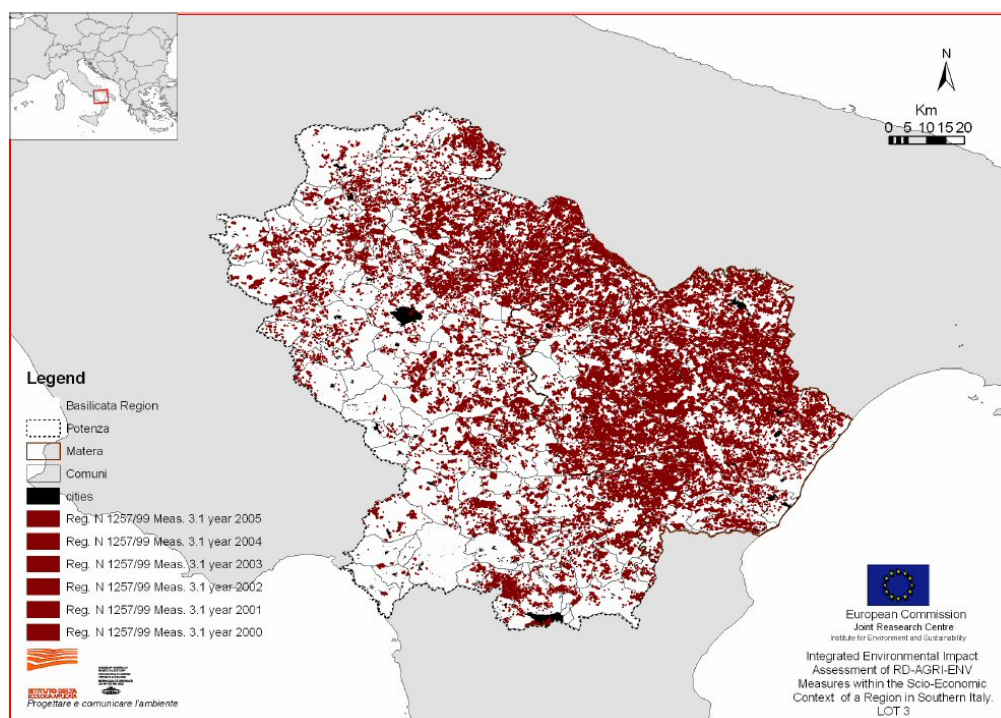 N
Km
0 5 10 15 20
Legend
Basilicata Region
Potenza
Matera
Comuni
cities
Reg. N 1257/99 Meas. 3.1 year 2005
Reg. N 1257/99 Meas. 3.1 year 2004
Reg. N 1257/99 Meas. 3.1 year 2003
Reg. N 1257/99 Meas. 3.1 year 2002
Reg. N 1257/99 Meas. 3.1 year 2001
Reg. N 1257/99 Meas. 3.1 year 2000
ISTITUTO DELTA
ECOLOGIA APPLICATA
Progettare e comunicare l'ambiente
European Commission
Joint Reasearch Centre
Institute for Environment and Sustainability
Integrated Environmental Impact
Assessment of RD-AGRI-ENV
Measures within the Scio-Economic
Context of a Region in Southern Italy.
LOT 3